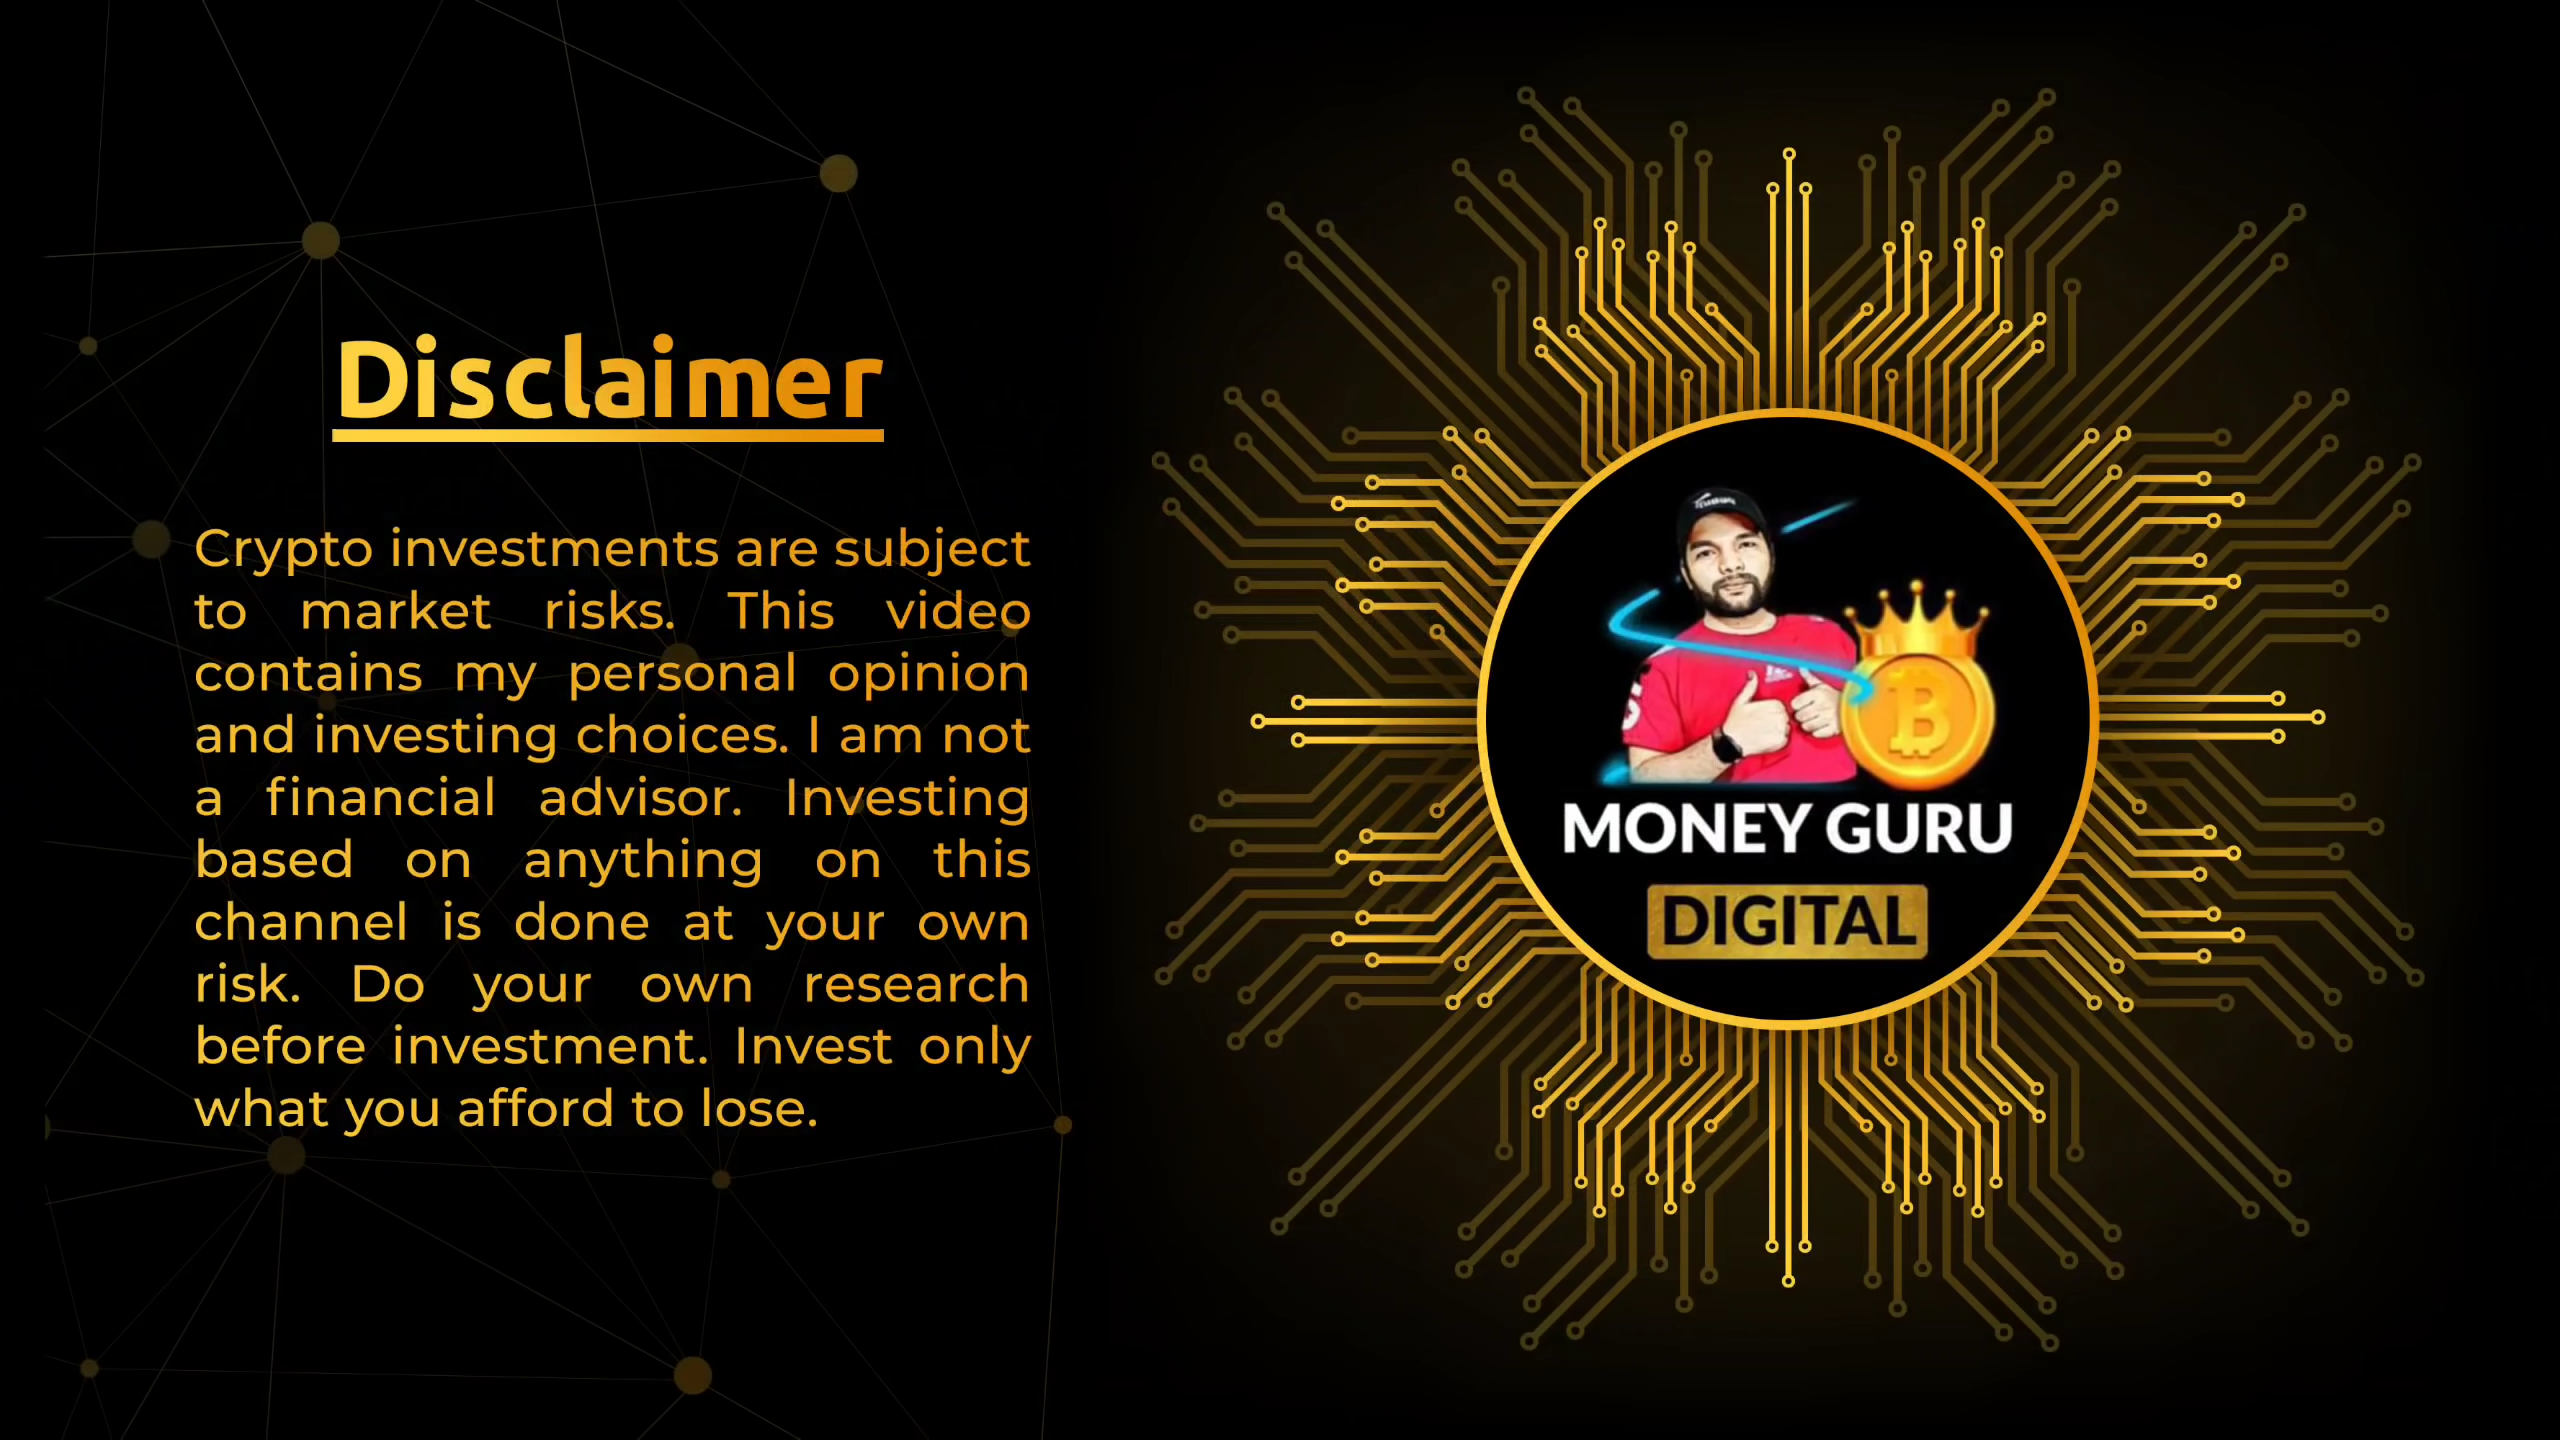 Disclaimer
Crypto investments are subject
to market risks. This video
contains my personal opinion
and investing choices. I am not
a financial advisor. Investing
based on anything on this
channel is done at your own
risk. Do your own research
before investment. Invest only
what you afford to lose.
B
MONEY GURU
DIGITAL